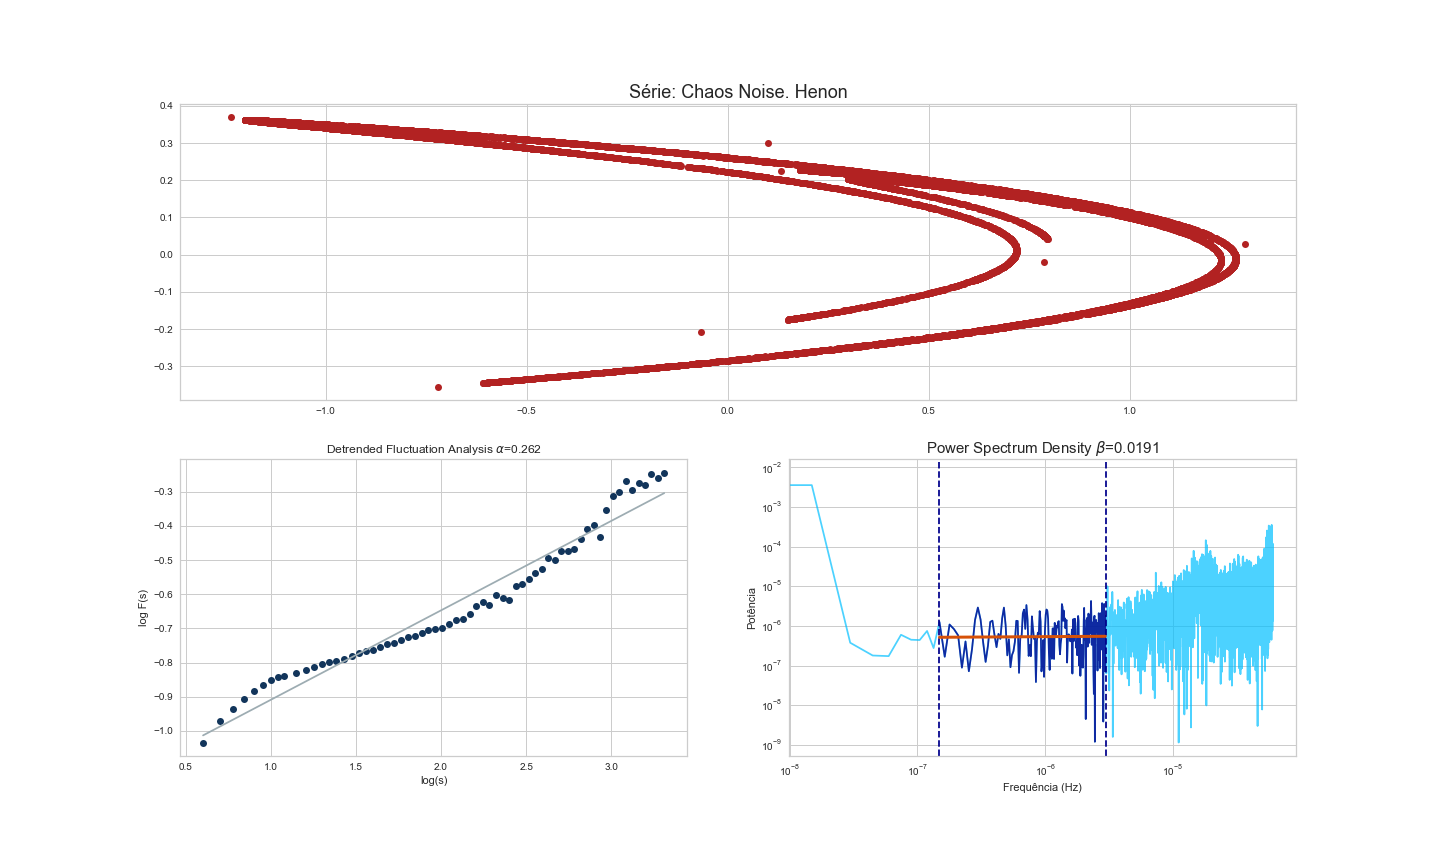 Série: Chaos Noise. Henon
0.4
0.3
0.2
0.1
0.0
−0.1
−0.2
−0.3
−1.0 −0.5 0.0 0.5 1.0
Detrended Fluctuation Analysis α=0.262
log F(s)
−0.3
−0.4
−0.5
−0.6
−0.7
−0.8
−0.9
−1.0
0.5 1.0 1.5 2.0 2.5 3.0
log(s)
Power Spectrum Density β=0.0191
Potência
10⁻²
10⁻³
10⁻⁴
10⁻⁵
10⁻⁶
10⁻⁷
10⁻⁸
10⁻⁹
10⁻⁸ 10⁻⁷ 10⁻⁶ 10⁻⁵
Frequência (Hz)